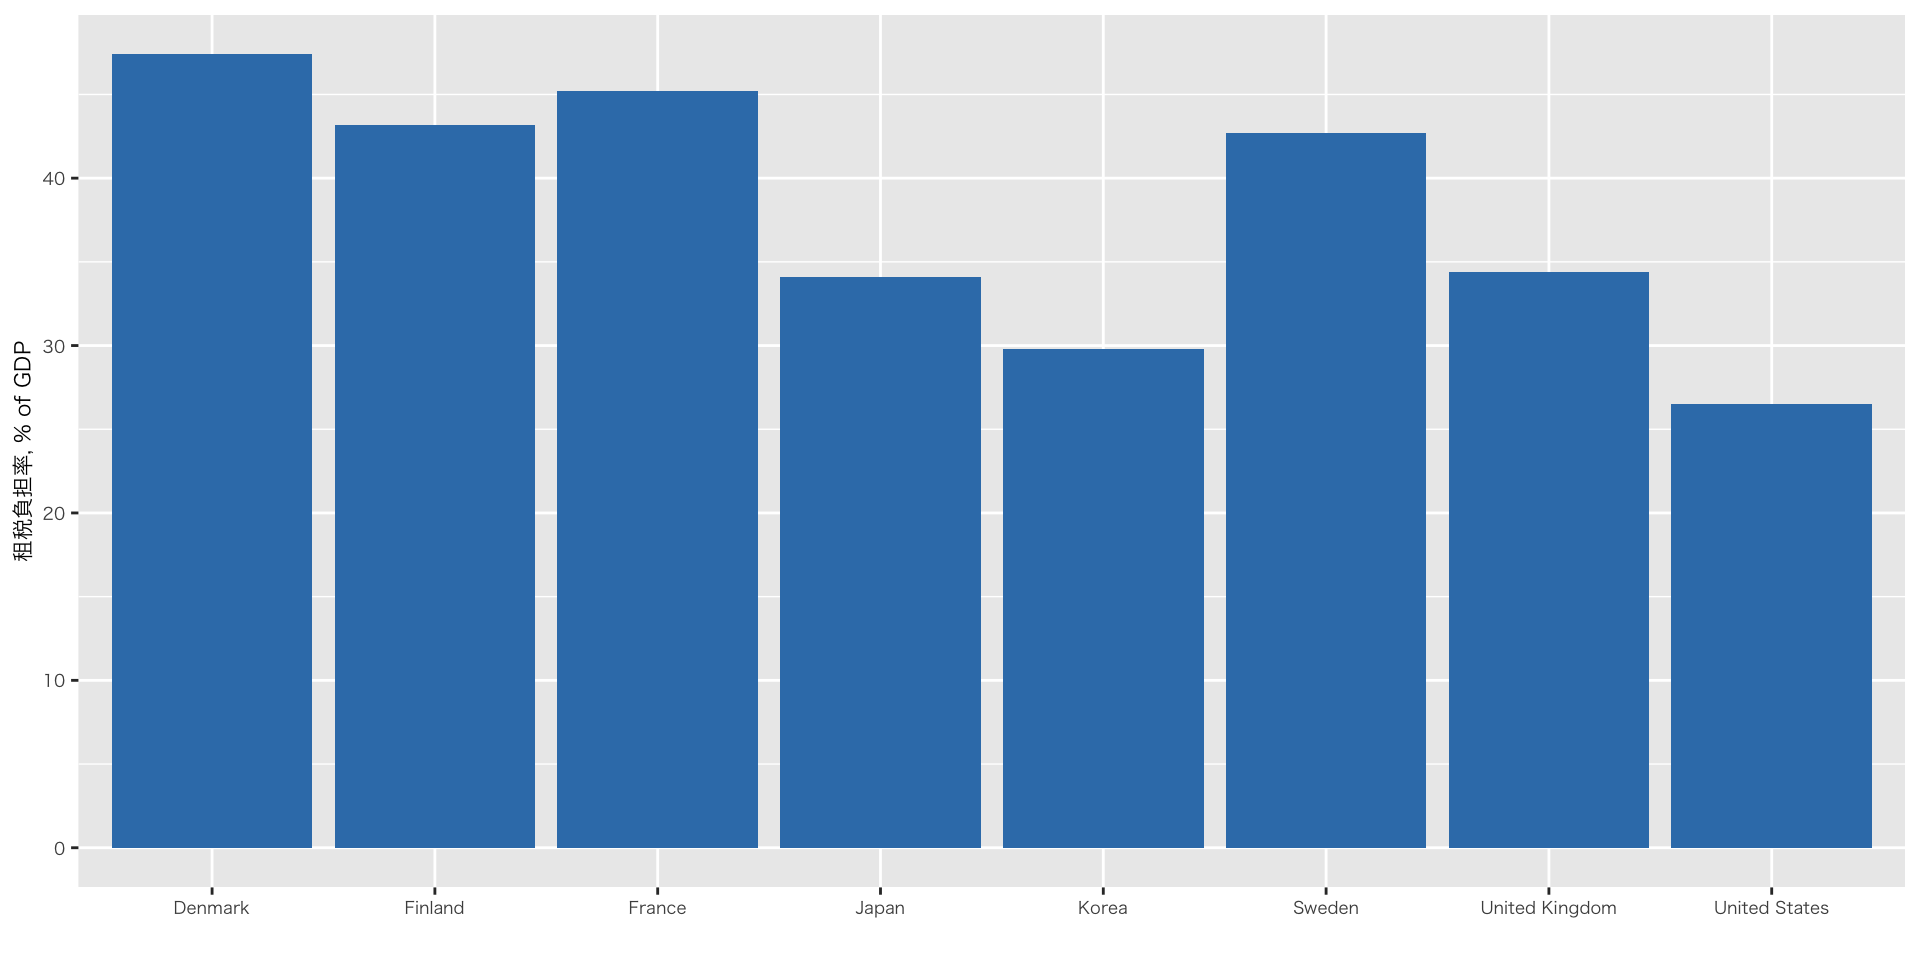 租税負担率, % of GDP
40
30
20
10
0
Denmark Finland France Japan Korea Sweden United Kingdom United States